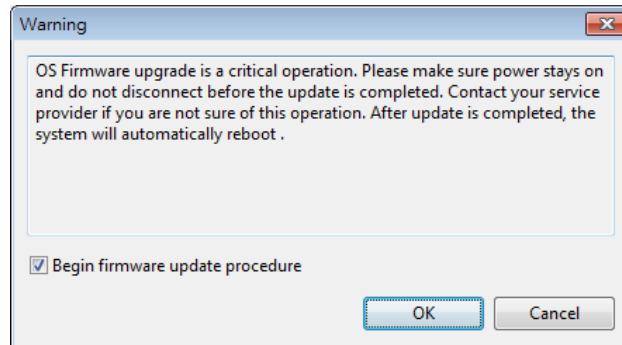 Warning
OS Firmware upgrade is a critical operation. Please make sure power stays on
and do not disconnect before the update is completed. Contact your service
provider if you are not sure of this operation. After update is completed, the
system will automatically reboot .
Begin firmware update procedure
OK
Cancel